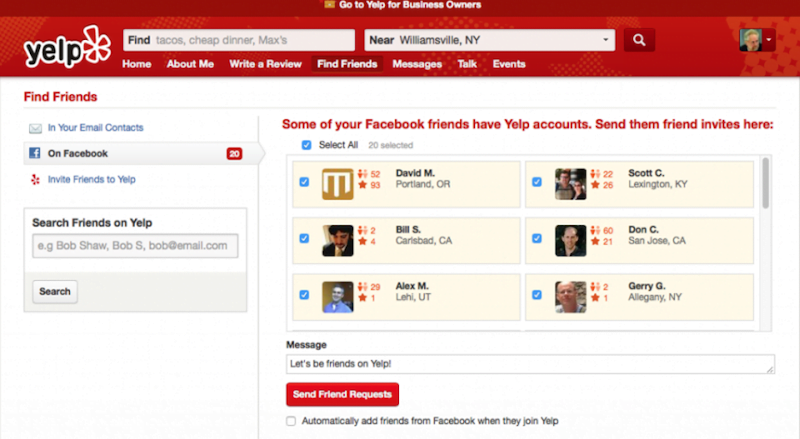 Go to Yelp for Business Owners
yelp
Find tacos, cheap dinner, Max's
Near Williamsville, NY
Home About Me Write a Review Find Friends Messages Talk Events
Find Friends
In Your Email Contacts
On Facebook 20
Invite Friends to Yelp
Search Friends on Yelp
e.g Bob Shaw, Bob S, bob@email.com
Search
Some of your Facebook friends have Yelp accounts. Send them friend invites here:
Select All 20 selected
52 David M.
93 Portland, OR
22 Scott C.
26 Lexington, KY
2 Bill S.
4 Carlsbad, CA
60 Don C.
21 San Jose, CA
29 Alex M.
1 Lehi, UT
2 Gerry G.
1 Allegany, NY
Message
Let's be friends on Yelp!
Send Friend Requests
Automatically add friends from Facebook when they join Yelp